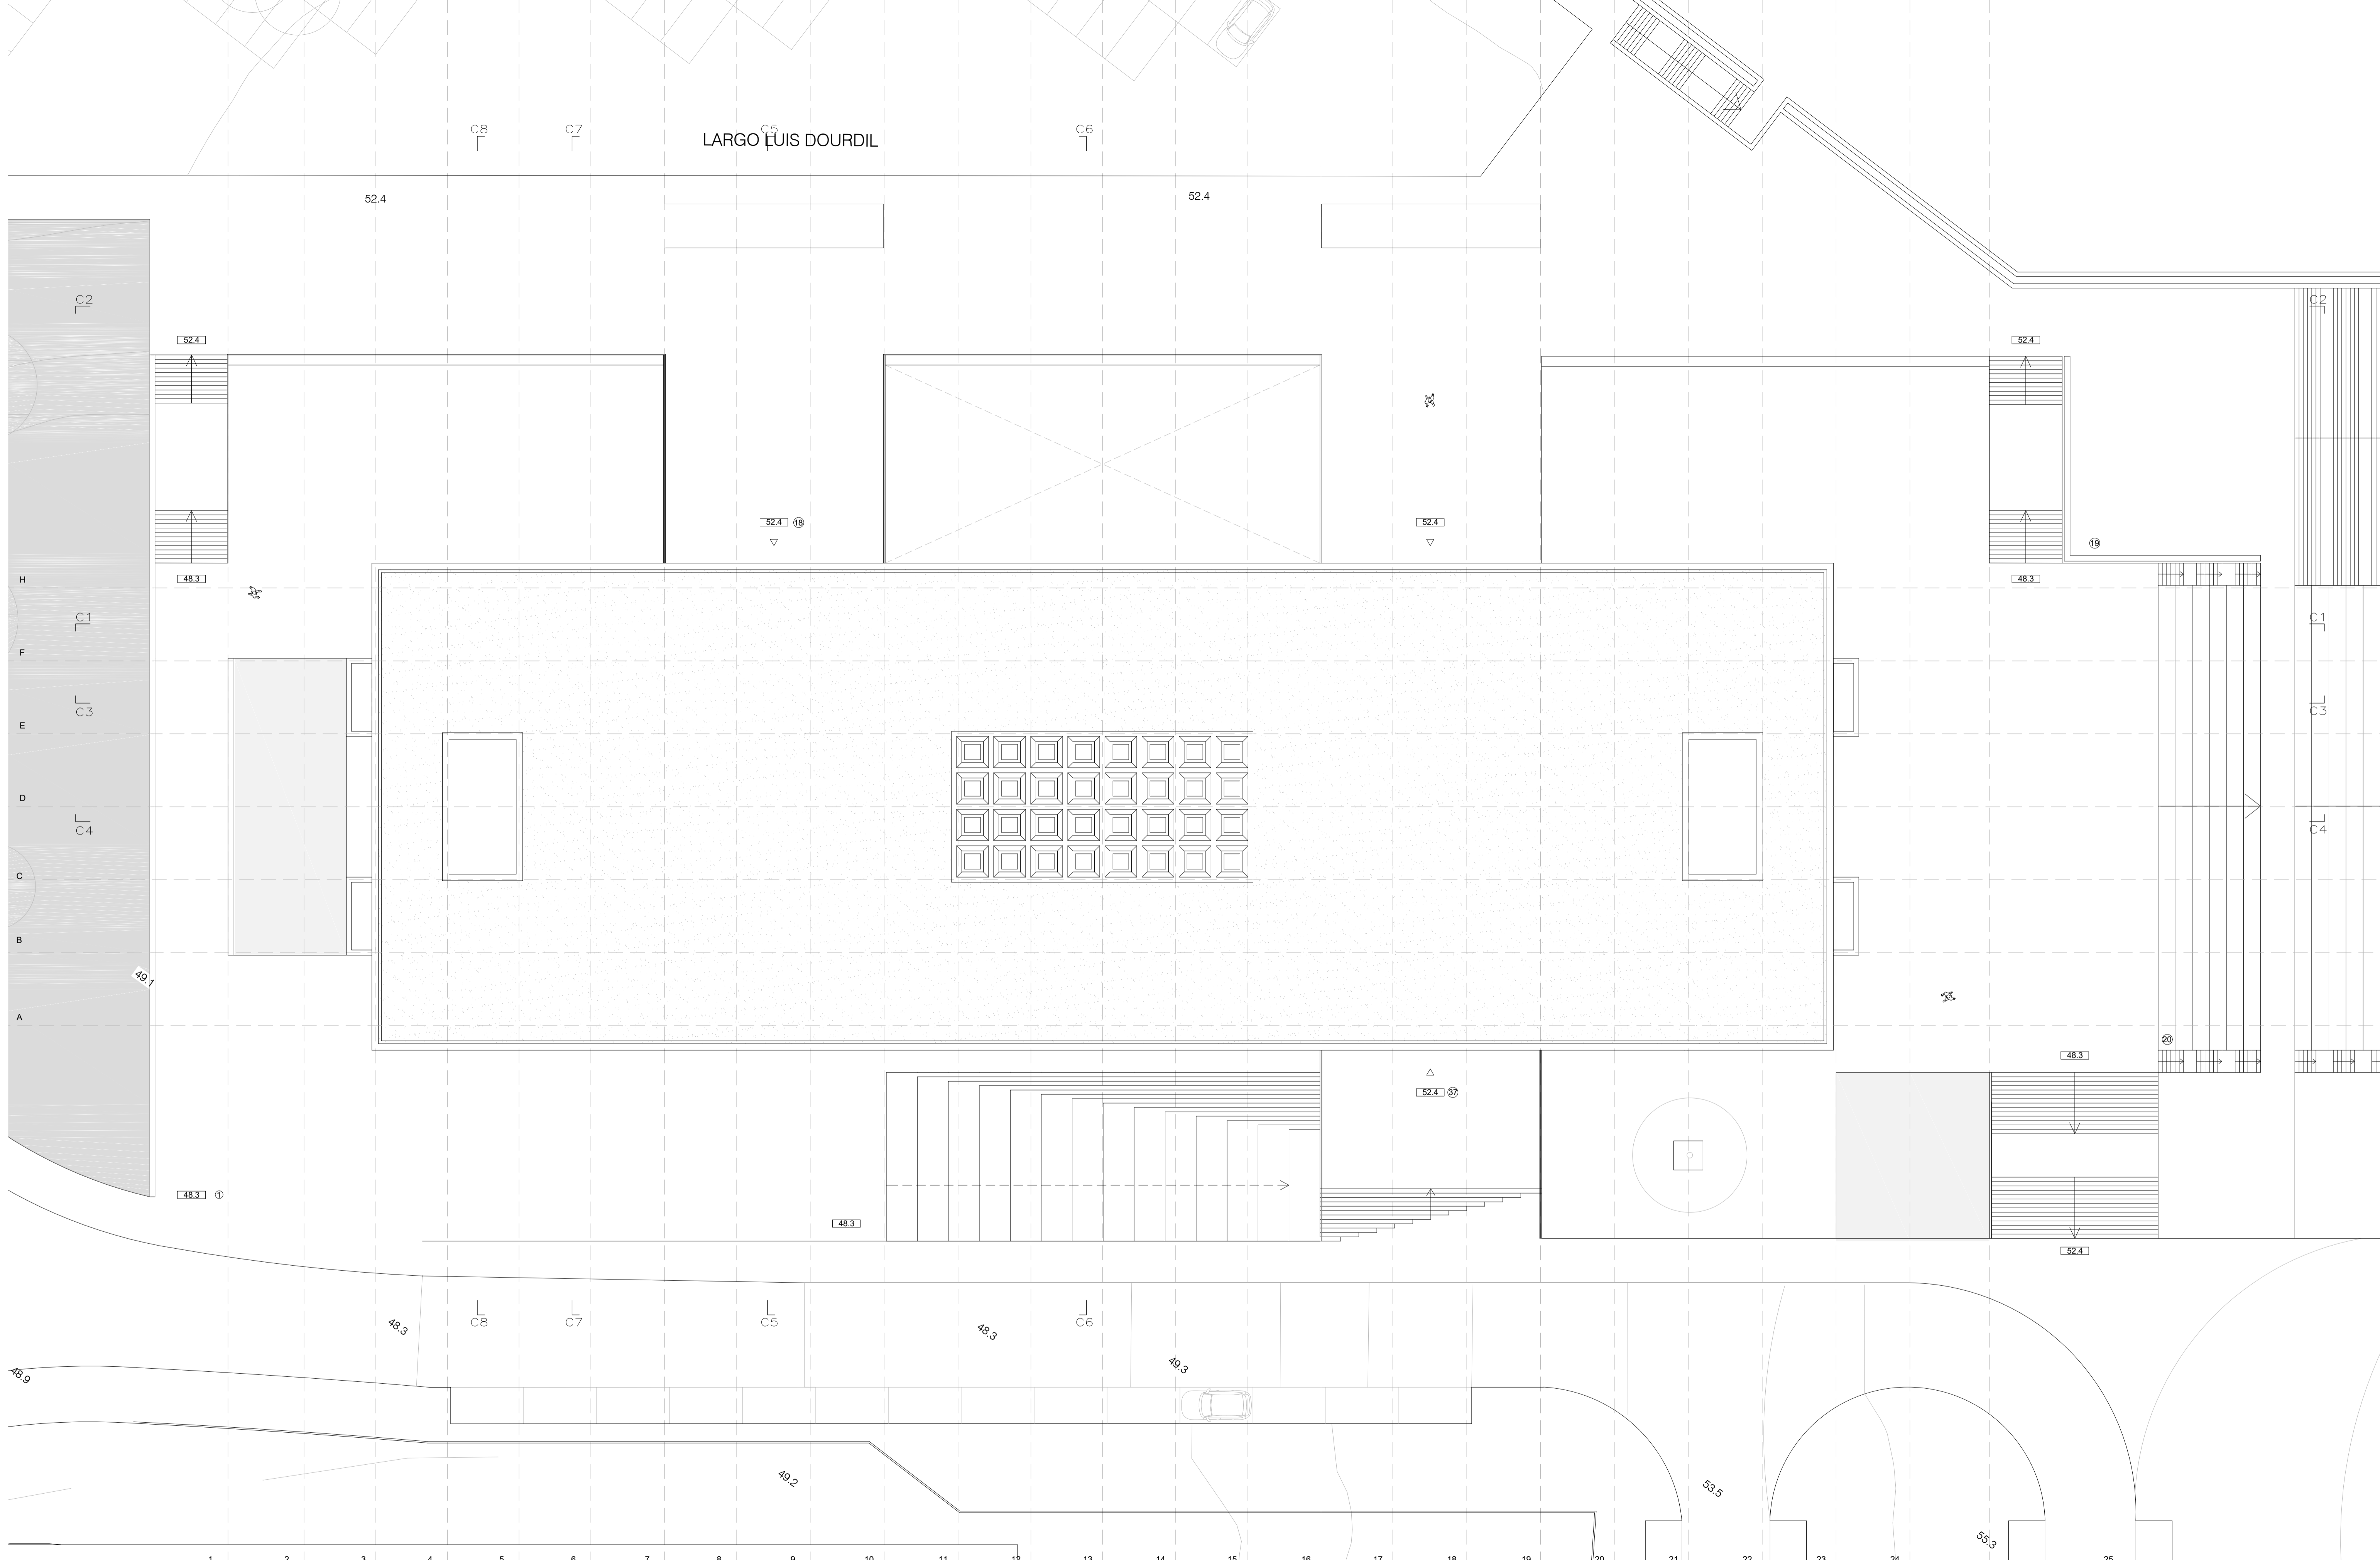 C8 C7 C5 C6
LARGO LUIS DOURDIL
52.4 52.4
C2 C2
52.4 52.4
52.4 18 52.4
19
H 48.3 48.3
C1 C1
F
C3 C3
E
D
C4 C4
C
B
49.1
A
20
48.3
52.4 37
48.3 1
48.3
52.4
C8 C7 C5 C6
48.3 48.3
49.3
48.9
49.2
53.5
55.3
1 2 3 4 5 6 7 8 9 10 11 12 13 14 15 16 17 18 19 20 21 22 23 24 25